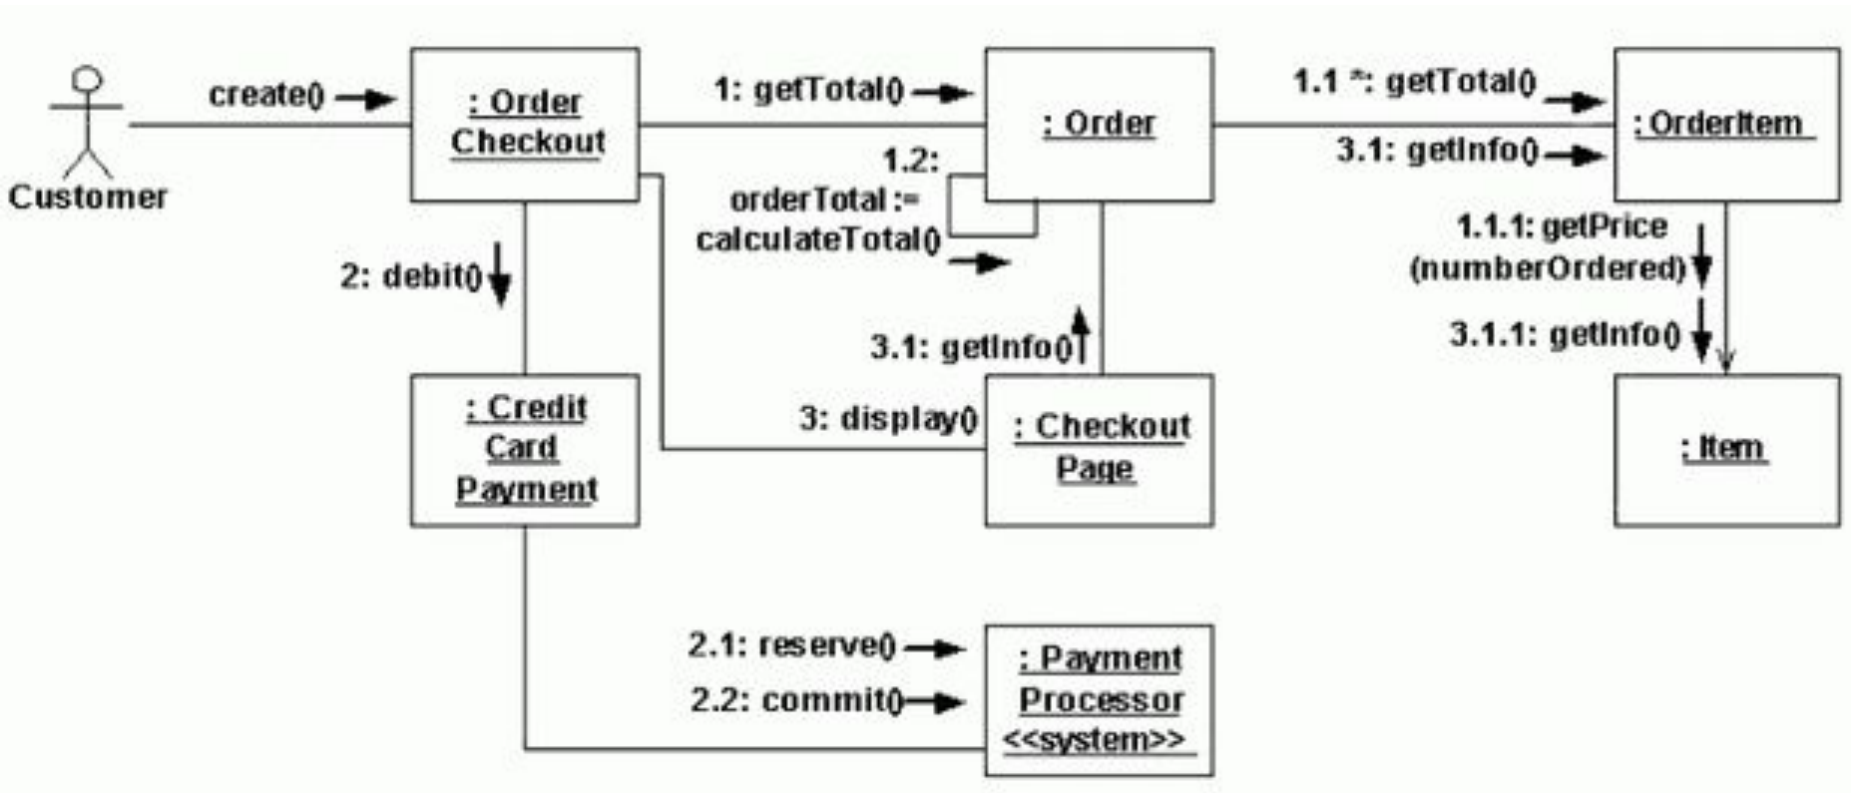 create()
: Order
Checkout
1: getTotal()
: Order
1.1 *: getTotal()
: OrderItem
3.1: getInfo()
Customer
1.2:
orderTotal :=
calculateTotal()
1.1.1: getPrice
(numberOrdered)
2: debit()
3.1: getInfo()
3.1.1: getInfo()
: Credit
Card
Payment
3: display()
: Checkout
Page
: Item
2.1: reserve()
2.2: commit()
: Payment
Processor
<<system>>